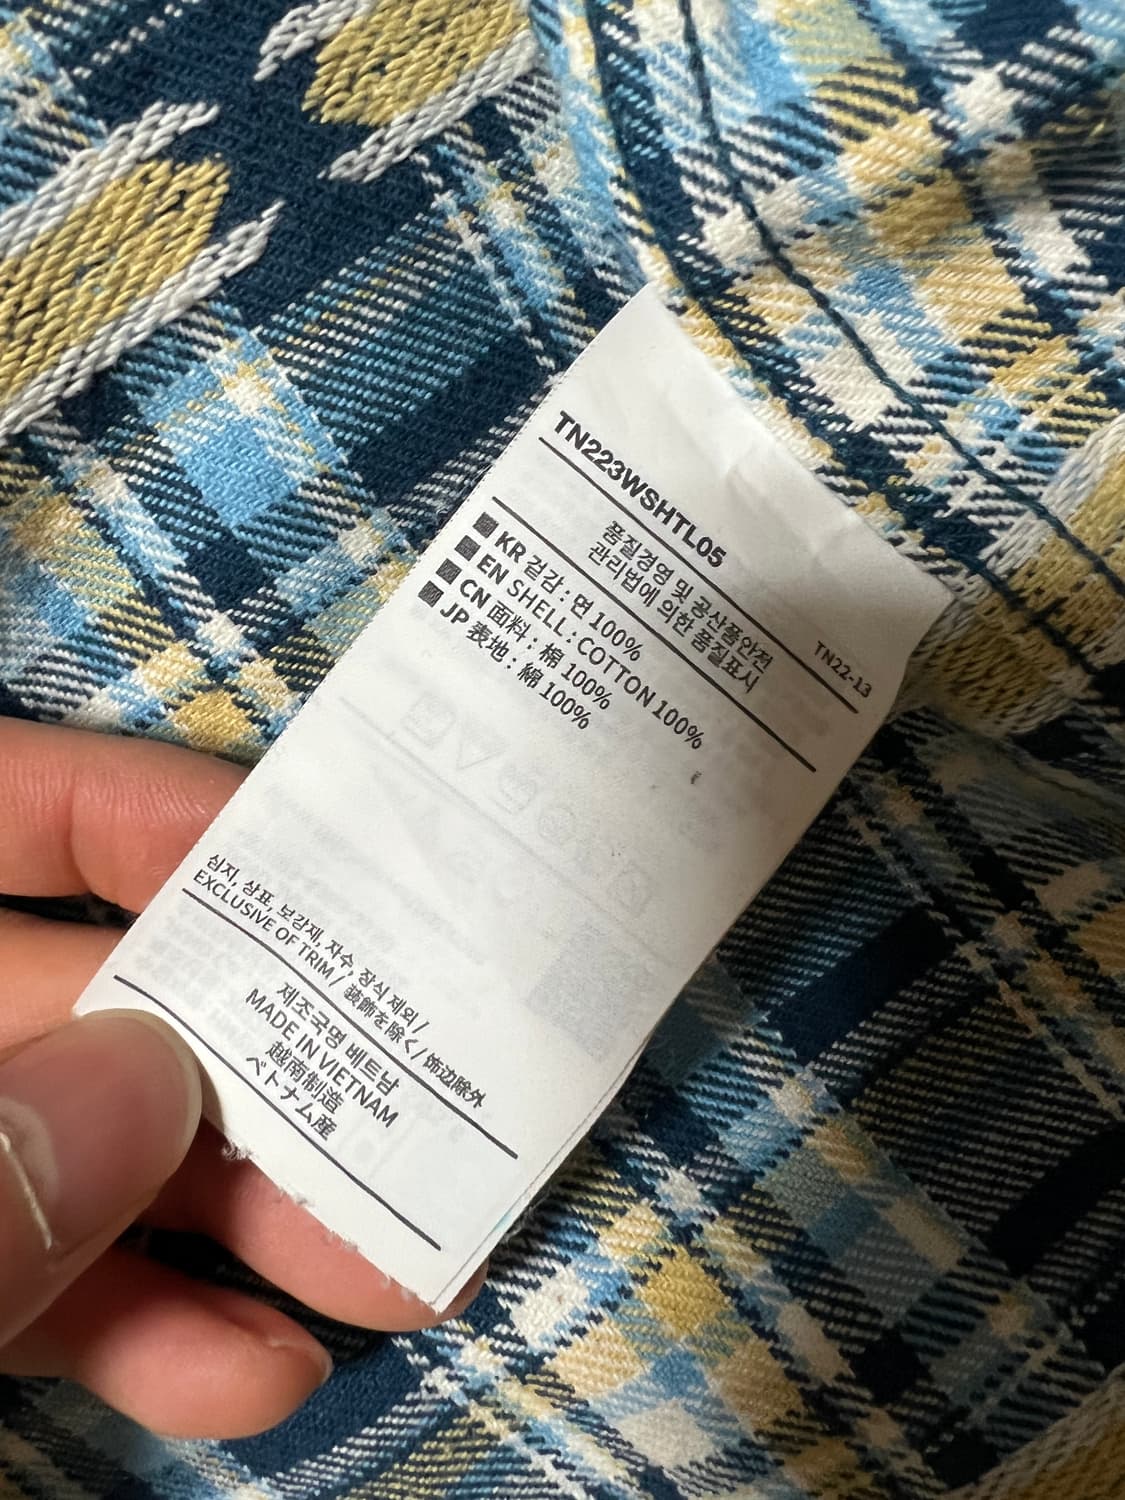 TN223WSHTL05
TN22-13
품질경영 및 공산품안전
관리법에 의한 품질표시
■ KR 겉감 : 면 100%
■ EN SHELL : COTTON 100%
■ CN 面料 : 棉 100%
■ JP 表地 : 綿 100%
심지, 상표, 보강재, 자수, 장식 제외 /
EXCLUSIVE OF TRIM / 装飾を除く / 饰边除外
제조국명 베트남
MADE IN VIETNAM
越南制造
ベトナム産